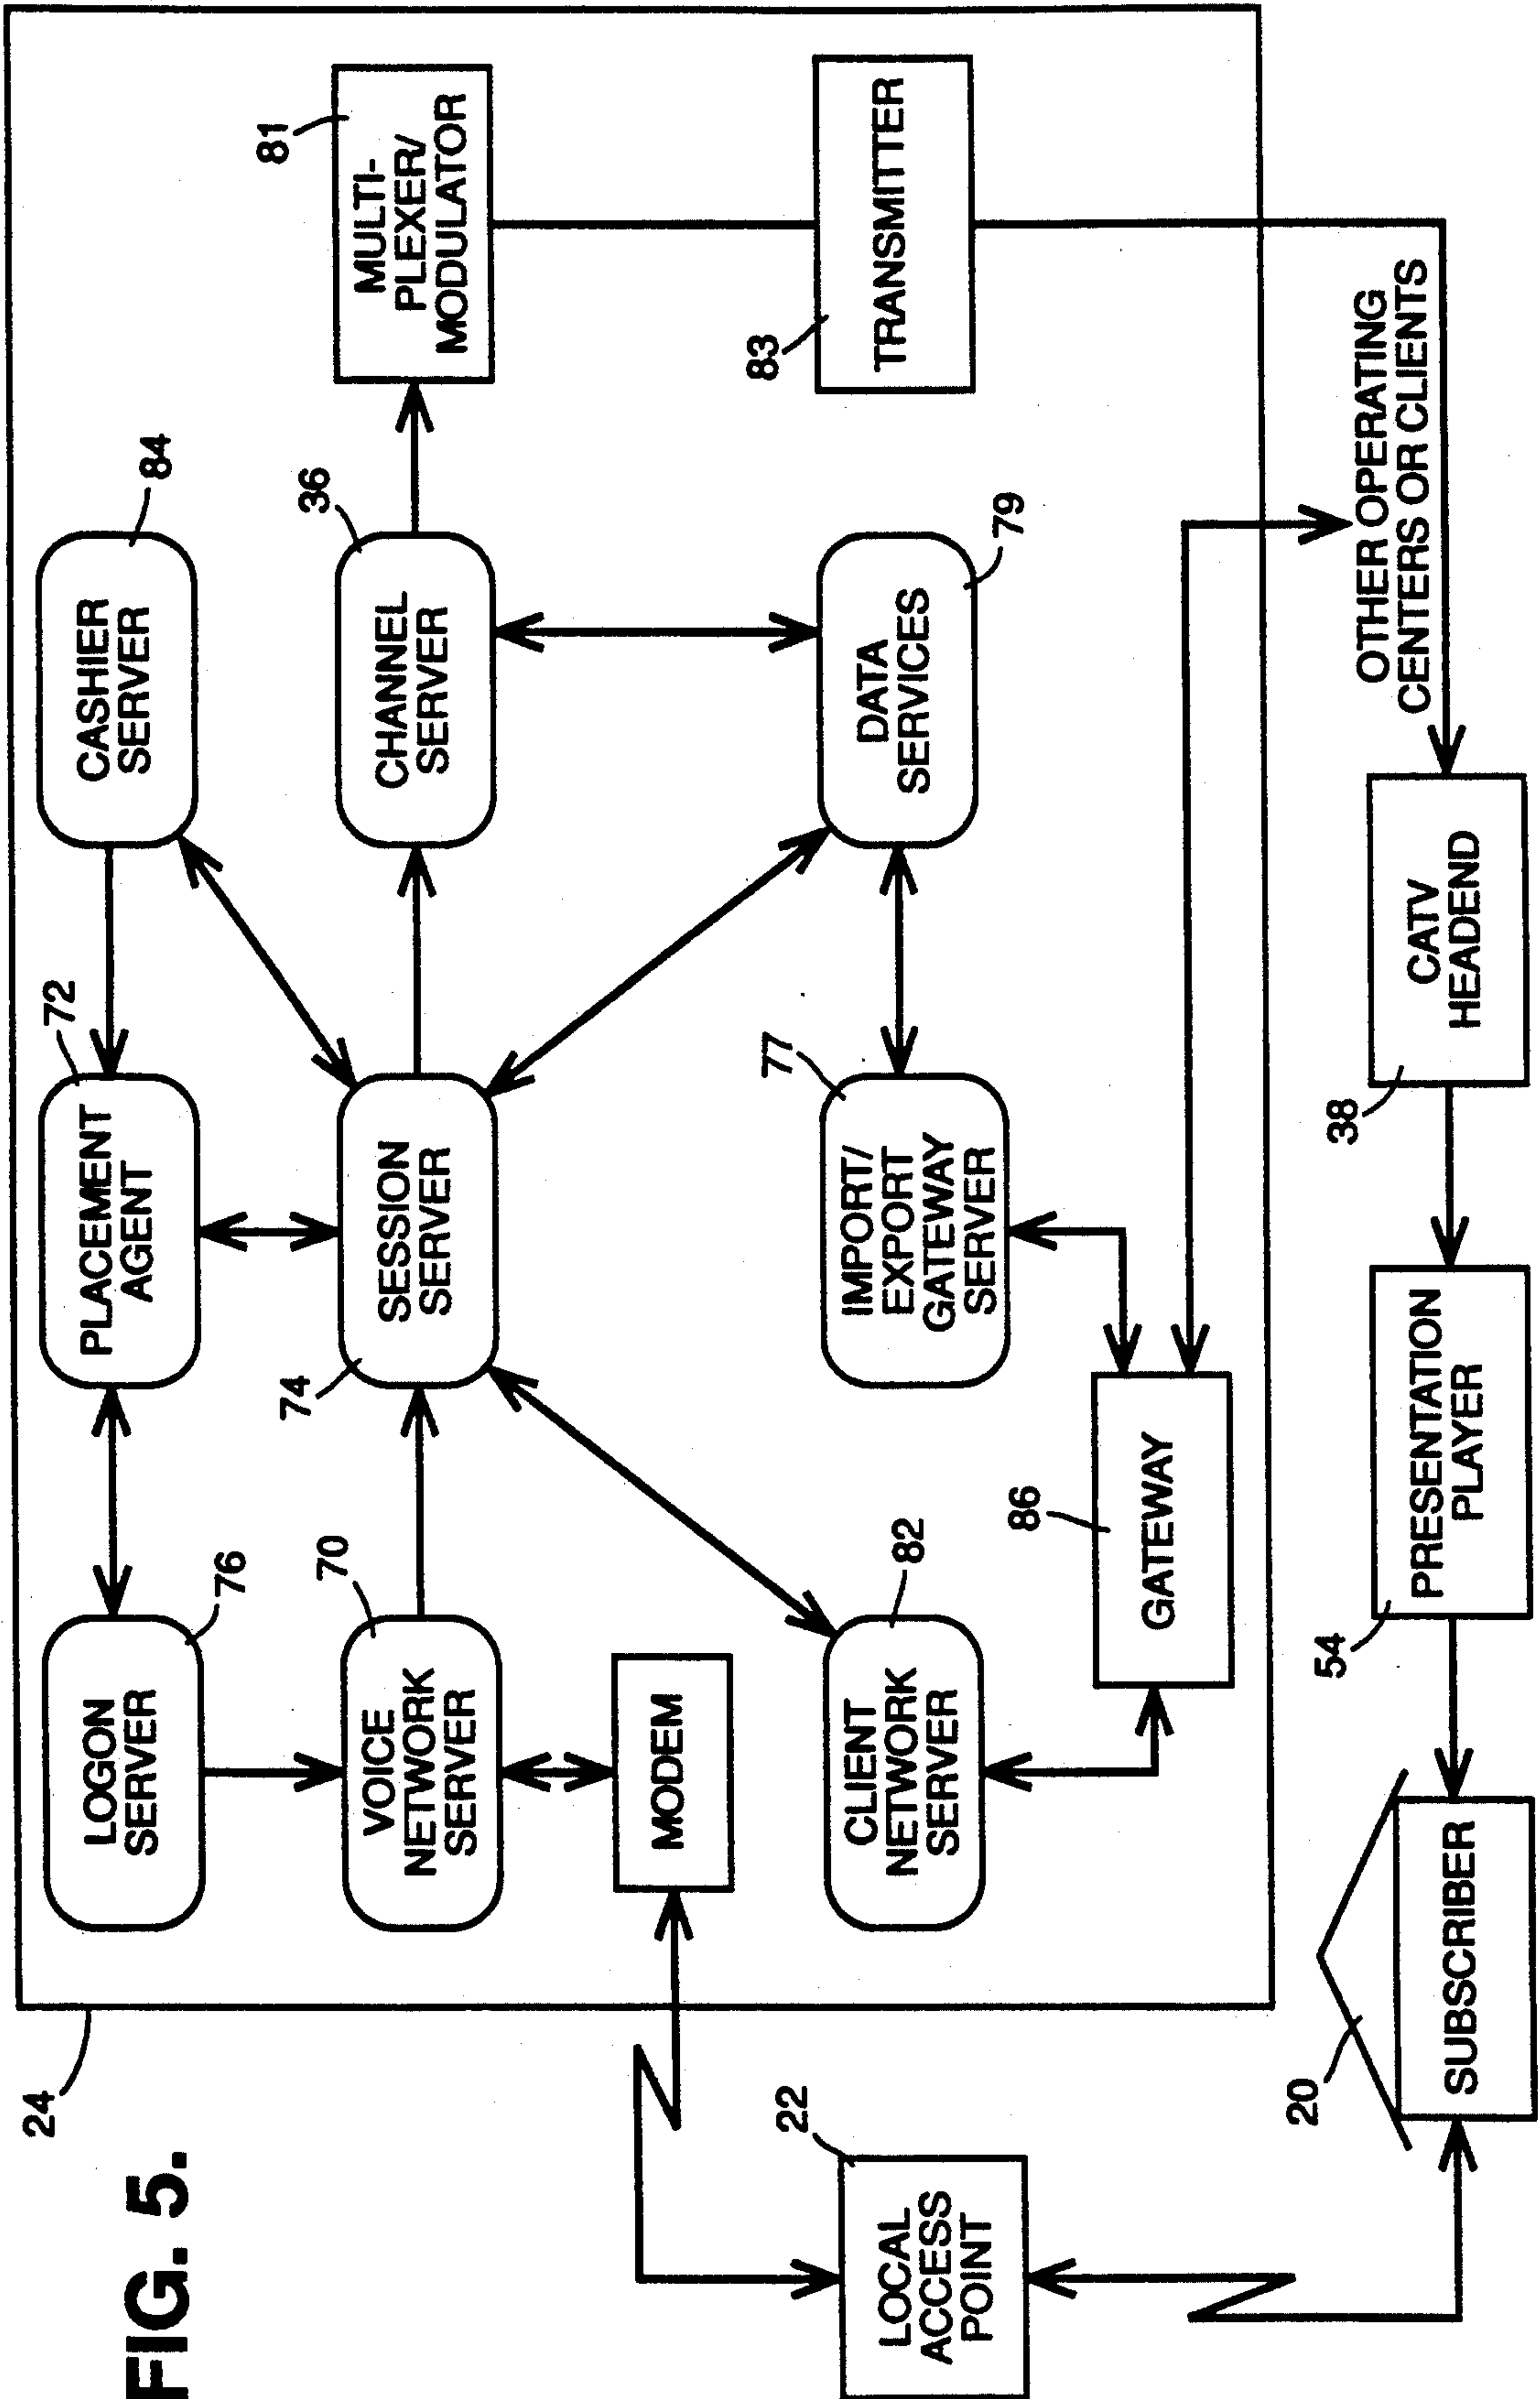 FIG. 5.
24
LOGON
SERVER
76
PLACEMENT
AGENT
72
CASHIER
SERVER
84
VOICE
NETWORK
SERVER
70
SESSION
SERVER
74
CHANNEL
SERVER
36
MULTI-
PLEXER/
MODULATOR
81
MODEM
LOCAL
ACCESS
POINT
22
CLIENT
NETWORK
SERVER
82
IMPORT/
EXPORT
GATEWAY
SERVER
77
DATA
SERVICES
79
TRANSMITTER
83
GATEWAY
86
OTHER OPERATING
CENTERS OR CLIENTS
20
SUBSCRIBER
54
PRESENTATION
PLAYER
38
CATV
HEADEND